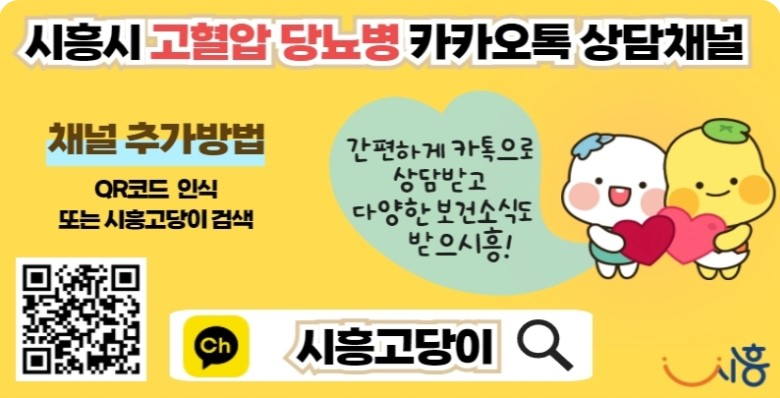 시흥시 고혈압 당뇨병 카카오톡 상담채널
채널 추가방법
QR코드 인식
또는 시흥고당이 검색
간편하게 카톡으로
상담받고
다양한 보건소식도
받으시흥!
Ch
시흥고당이
시흥